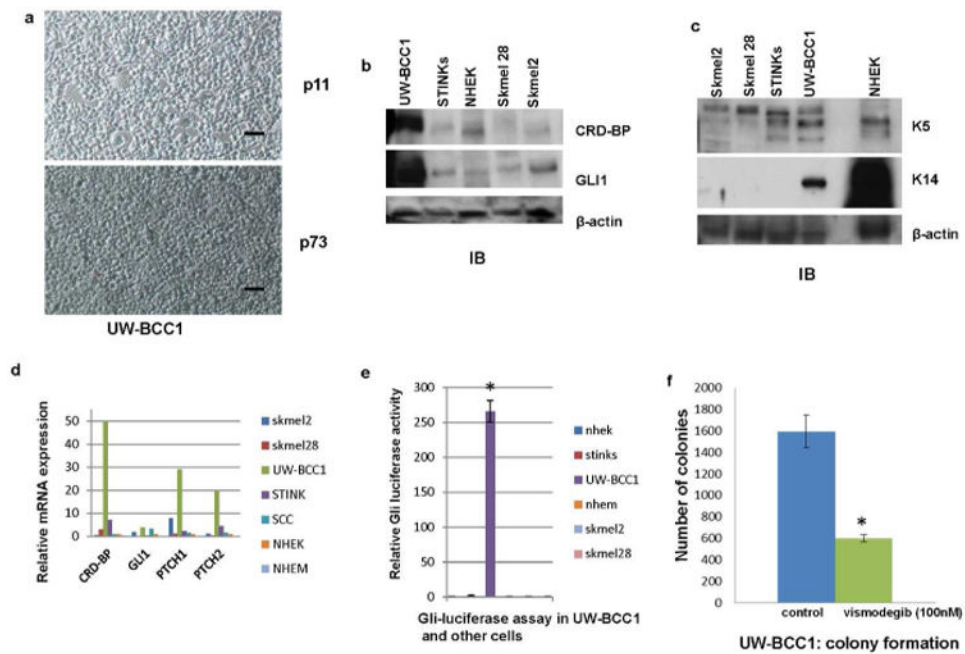 a
p11
p73
UW-BCC1
b
UW-BCC1
STINKs
NHEK
Skmel 28
Skmel2
CRD-BP
GLI1
β-actin
IB
c
Skmel2
Skmel 28
STINKs
UW-BCC1
NHEK
K5
K14
β-actin
IB
d
Relative mRNA expression
50
40
30
20
10
0
CRD-BP
GLI1
PTCH1
PTCH2
skmel2
skmel28
UW-BCC1
STINK
SCC
NHEK
NHEM
e
Relative Gli luciferase activity
300
250
200
150
100
50
0
*
nhek
stinks
UW-BCC1
nhem
skmel2
skmel28
Gli-luciferase assay in UW-BCC1
and other cells
f
Number of colonies
2000
1800
1600
1400
1200
1000
800
600
400
200
0
*
control
vismodegib (100nM)
UW-BCC1: colony formation